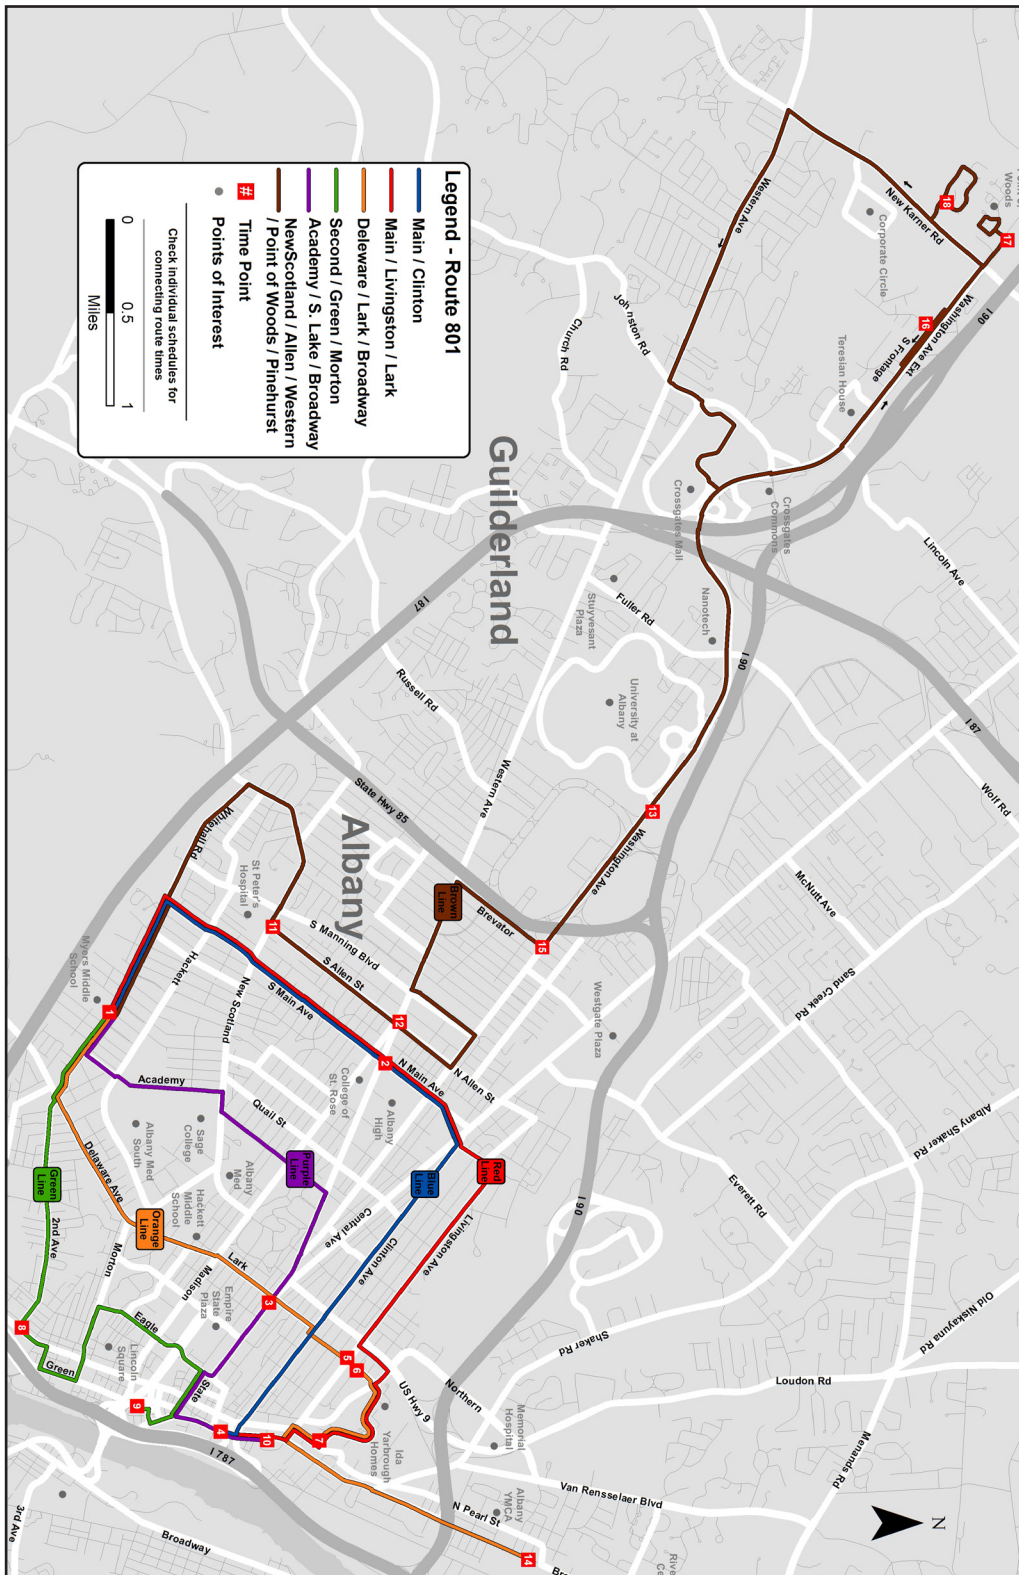 Legend - Route 801
Main / Clinton
Main / Livingston / Lark
Deleware / Lark / Broadway
Second / Green / Morton
Academy / S. Lake / Broadway
NewScotland / Allen / Western
/ Point of Woods / Pinehurst
# Time Point
Points of Interest
Check individual schedules for
connecting route times
0 0.5 1
Miles
Guilderland
Albany
N
Woods
17
18
New Karner Rd
Corporate Circle
I 90
Washington Ave Ext
16
S Frontage
Teresian House
Western Ave
Johnston Rd
Church Rd
Crossgates Mall
Crossgates
Commons
Lincoln Ave
Nanotech
Fuller Rd
Stuyvesant
Plaza
I 87
I 90
I 87
University at
Albany
Wolf Rd
Russell Rd
Western Ave
State Hwy 85
13
Washington Ave
McNutt Ave
Sand Creek Rd
Brown
Line
Brevator
15
Westgate Plaza
Whitehall Rd
St Peter's
Hospital
11
S Manning Blvd
S Allen St
12
N Allen St
Myers Middle
School
1
Hackett
New Scotland
S Main Ave
2
N Main Ave
College of
St. Rose
Albany
High
Academy
Quail St
Sage
College
Albany Med
South
Albany
Med
Hackett
Middle
School
Purple
Line
Blue
Line
Red
Line
Green
Line
Orange
Line
Delaware Ave
2nd Ave
Morton
Lark
Madison
Central Ave
Clinton Ave
Livingston Ave
I 90
Everett Rd
Albany Shaker Rd
Old Niskayuna Rd
Shaker Rd
Loudon Rd
Empire
State
Plaza
3
Eagle
Lincoln
Square
8
Green
State
9
4
10
5
6
7
US Hwy 9
Northern
Ida
Yarbrough
Homes
Memorial
Hospital
Menands Rd
Van Rensselaer Blvd
Albany
YMCA
N Pearl St
14
I 787
Broadway
3rd Ave